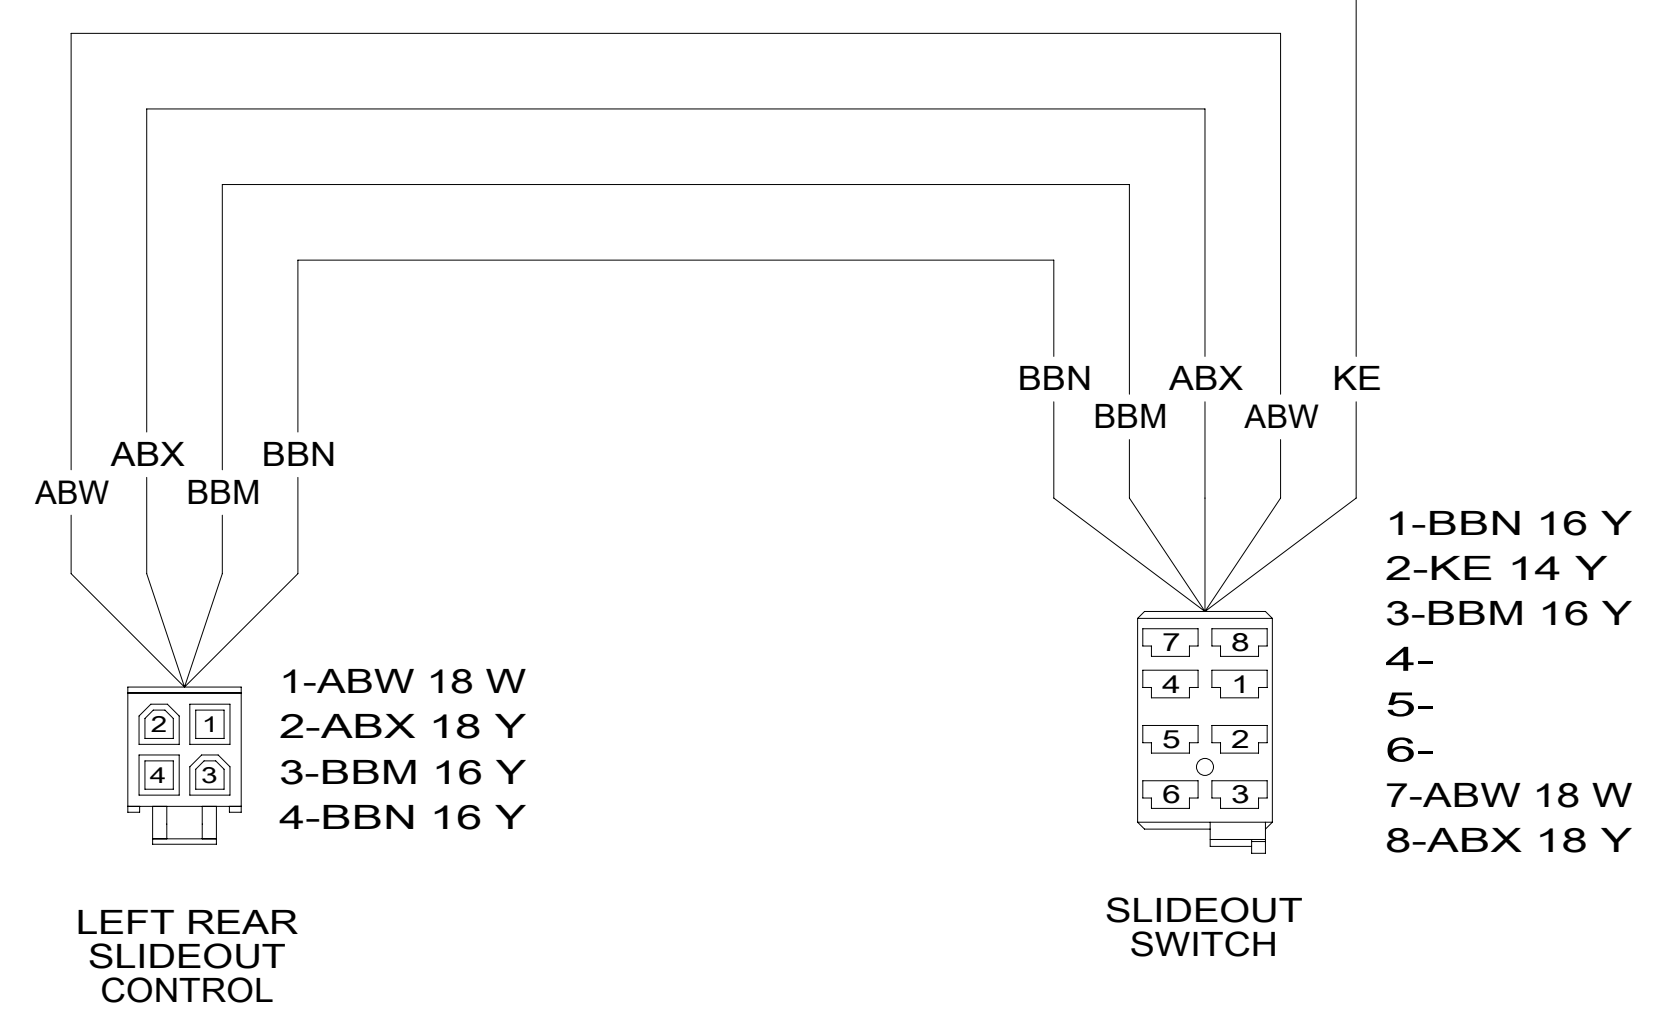 BBN
ABX
KE
BBM
ABW
ABX
BBN
ABW
BBM
1-ABW 18 W
2-ABX 18 Y
3-BBM 16 Y
4-BBN 16 Y
2 1
4 3
LEFT REAR
SLIDEOUT
CONTROL
1-BBN 16 Y
2-KE 14 Y
3-BBM 16 Y
4-
5-
6-
7-ABW 18 W
8-ABX 18 Y
7 8
4 1
5 2
6 3
SLIDEOUT
SWITCH